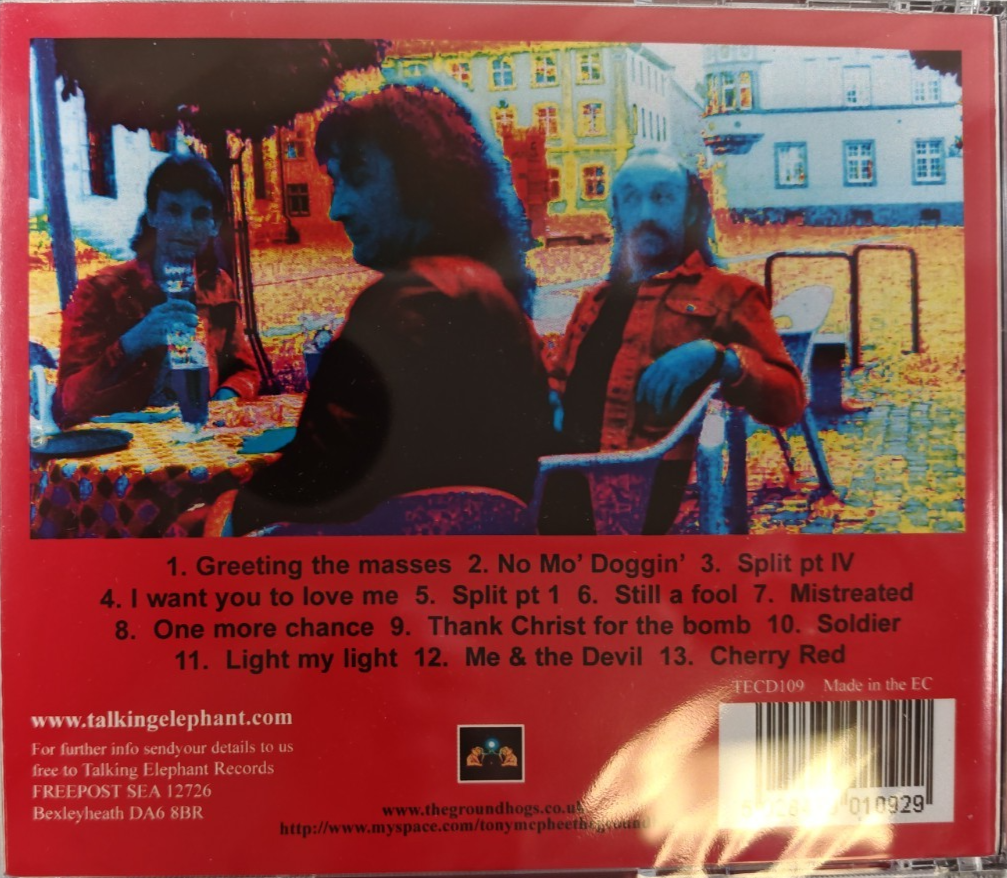 1. Greeting the masses 2. No Mo' Doggin' 3. Split pt IV
4. I want you to love me 5. Split pt 1 6. Still a fool 7. Mistreated
8. One more chance 9. Thank Christ for the bomb 10. Soldier
11. Light my light 12. Me & the Devil 13. Cherry Red
TECD109 Made in the EC
www.talkingelephant.com
For further info sendyour details to us
free to Talking Elephant Records
FREEPOST SEA 12726
Bexleyheath DA6 8BR
www.thegroundhogs.co.uk
010929